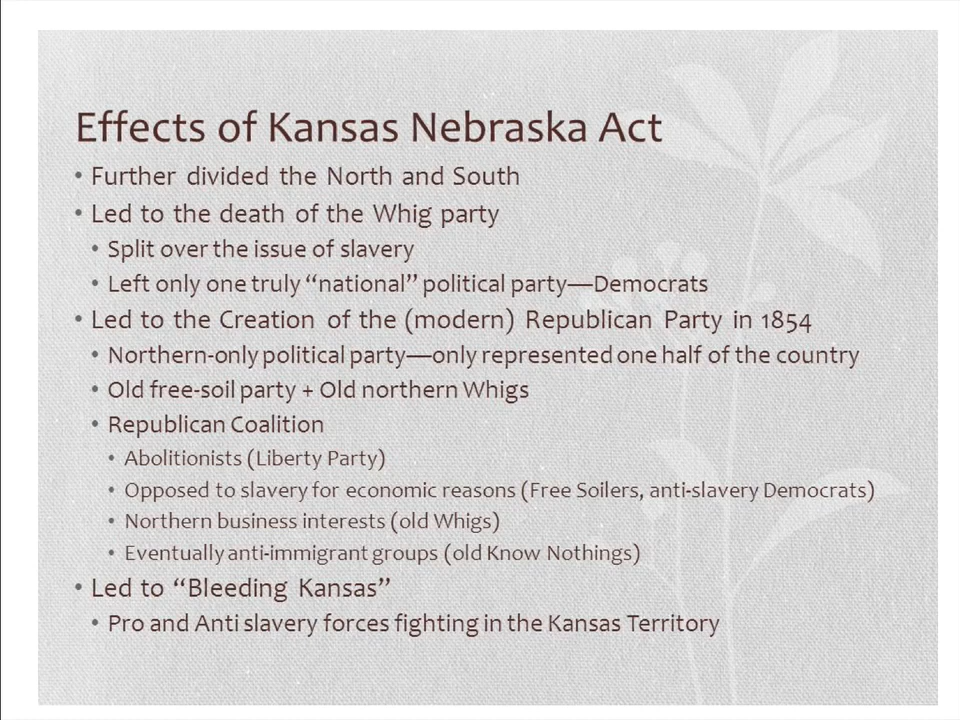 Effects of Kansas Nebraska Act
• Further divided the North and South
• Led to the death of the Whig party
• Split over the issue of slavery
• Left only one truly “national” political party—Democrats
• Led to the Creation of the (modern) Republican Party in 1854
• Northern-only political party—only represented one half of the country
• Old free-soil party + Old northern Whigs
• Republican Coalition
• Abolitionists (Liberty Party)
• Opposed to slavery for economic reasons (Free Soilers, anti-slavery Democrats)
• Northern business interests (old Whigs)
• Eventually anti-immigrant groups (old Know Nothings)
• Led to “Bleeding Kansas”
• Pro and Anti slavery forces fighting in the Kansas Territory